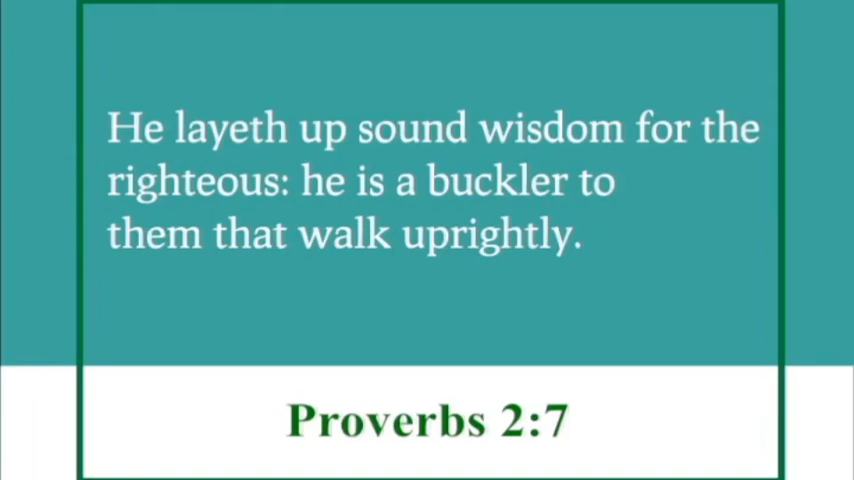 He layeth up sound wisdom for the
righteous: he is a buckler to
them that walk uprightly.
Proverbs 2:7